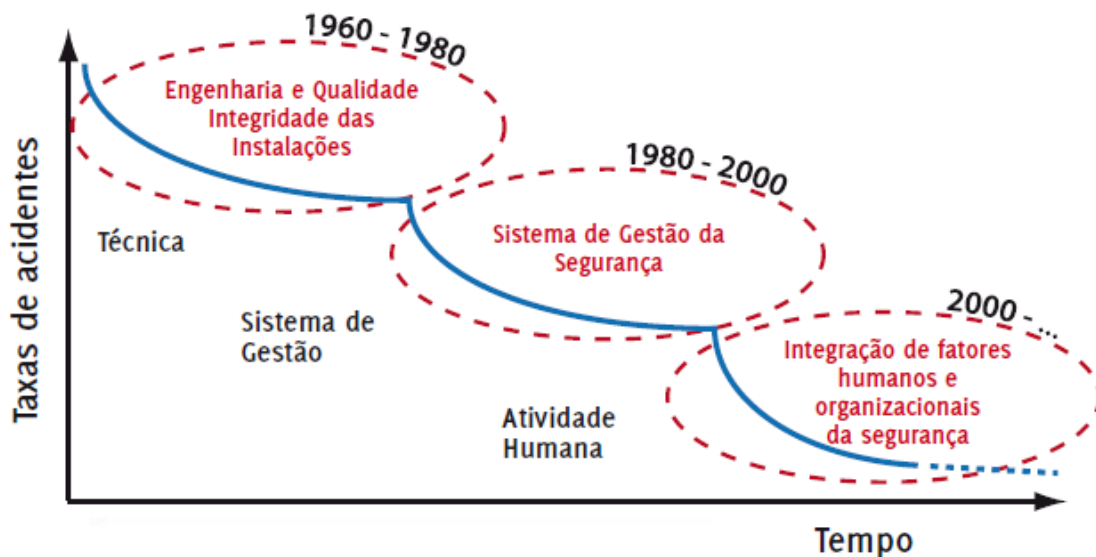 Taxas de acidentes
1960 - 1980
Engenharia e Qualidade
Integridade das
Instalações
Técnica
1980 - 2000
Sistema de Gestão da
Segurança
Sistema de
Gestão
2000 - ...
Integração de fatores
humanos e
organizacionais
da segurança
Atividade
Humana
Tempo